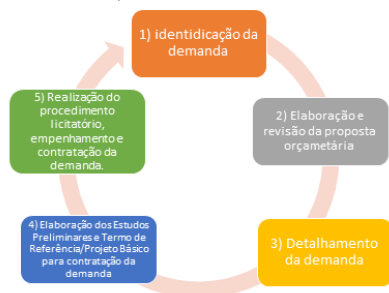 1) identidicação da
demanda
2) Elaboração e
revisão da proposta
orçametária
3) Detalhamento
da demanda
4) Elaboração dos Estudos
Preliminares e Termo de
Referência/Projeto Básico
para contratação da
demanda
5) Realização do
procedimento
licitatório,
empenhamento e
contratação da
demanda.